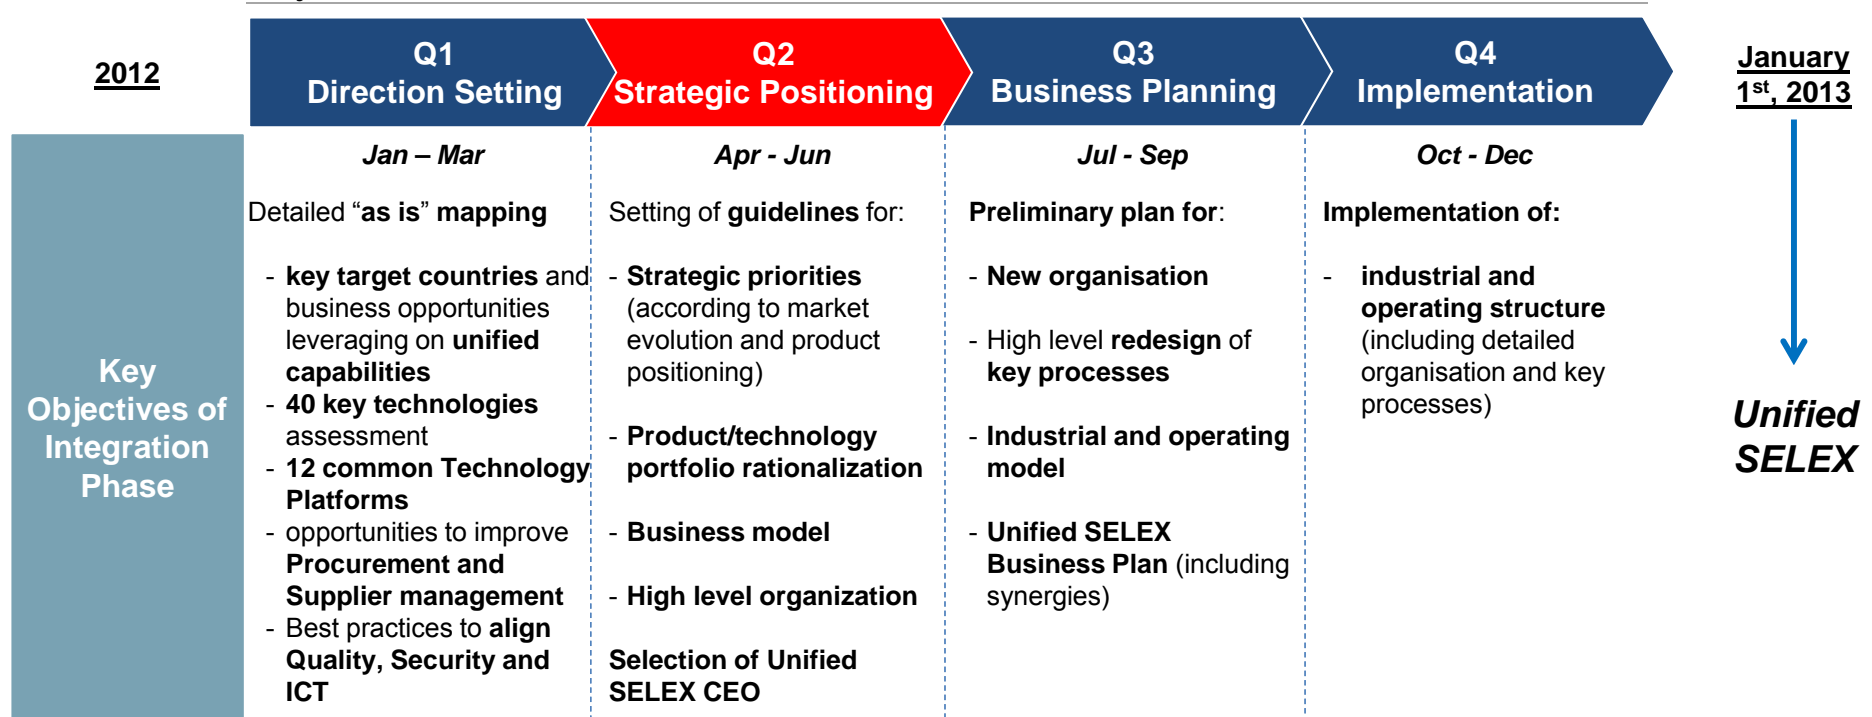 2012
Q1
Direction Setting
Q2
Strategic Positioning
Q3
Business Planning
Q4
Implementation
January
1st, 2013
Key
Objectives of
Integration
Phase
Jan – Mar
Detailed “as is” mapping
- key target countries and
business opportunities
leveraging on unified
capabilities
- 40 key technologies
assessment
- 12 common Technology
Platforms
- opportunities to improve
Procurement and
Supplier management
- Best practices to align
Quality, Security and
ICT
Apr - Jun
Setting of guidelines for:
- Strategic priorities
(according to market
evolution and product
positioning)
- Product/technology
portfolio rationalization
- Business model
- High level organization
Selection of Unified
SELEX CEO
Jul - Sep
Preliminary plan for:
- New organisation
- High level redesign of
key processes
- Industrial and operating
model
- Unified SELEX
Business Plan (including
synergies)
Oct - Dec
Implementation of:
- industrial and
operating structure
(including detailed
organisation and key
processes)
Unified
SELEX